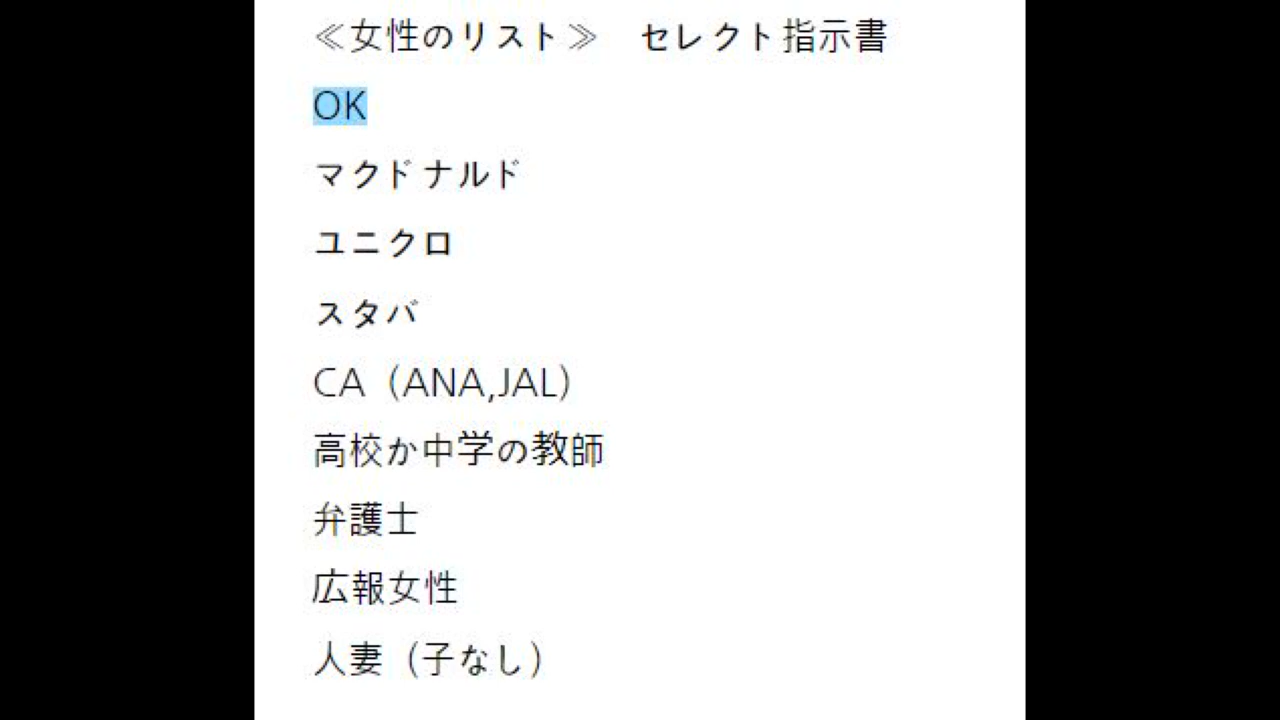 ≪女性のリスト≫　セレクト指示書
OK
マクドナルド
ユニクロ
スタバ
CA（ANA,JAL）
高校か中学の教師
弁護士
広報女性
人妻（子なし）